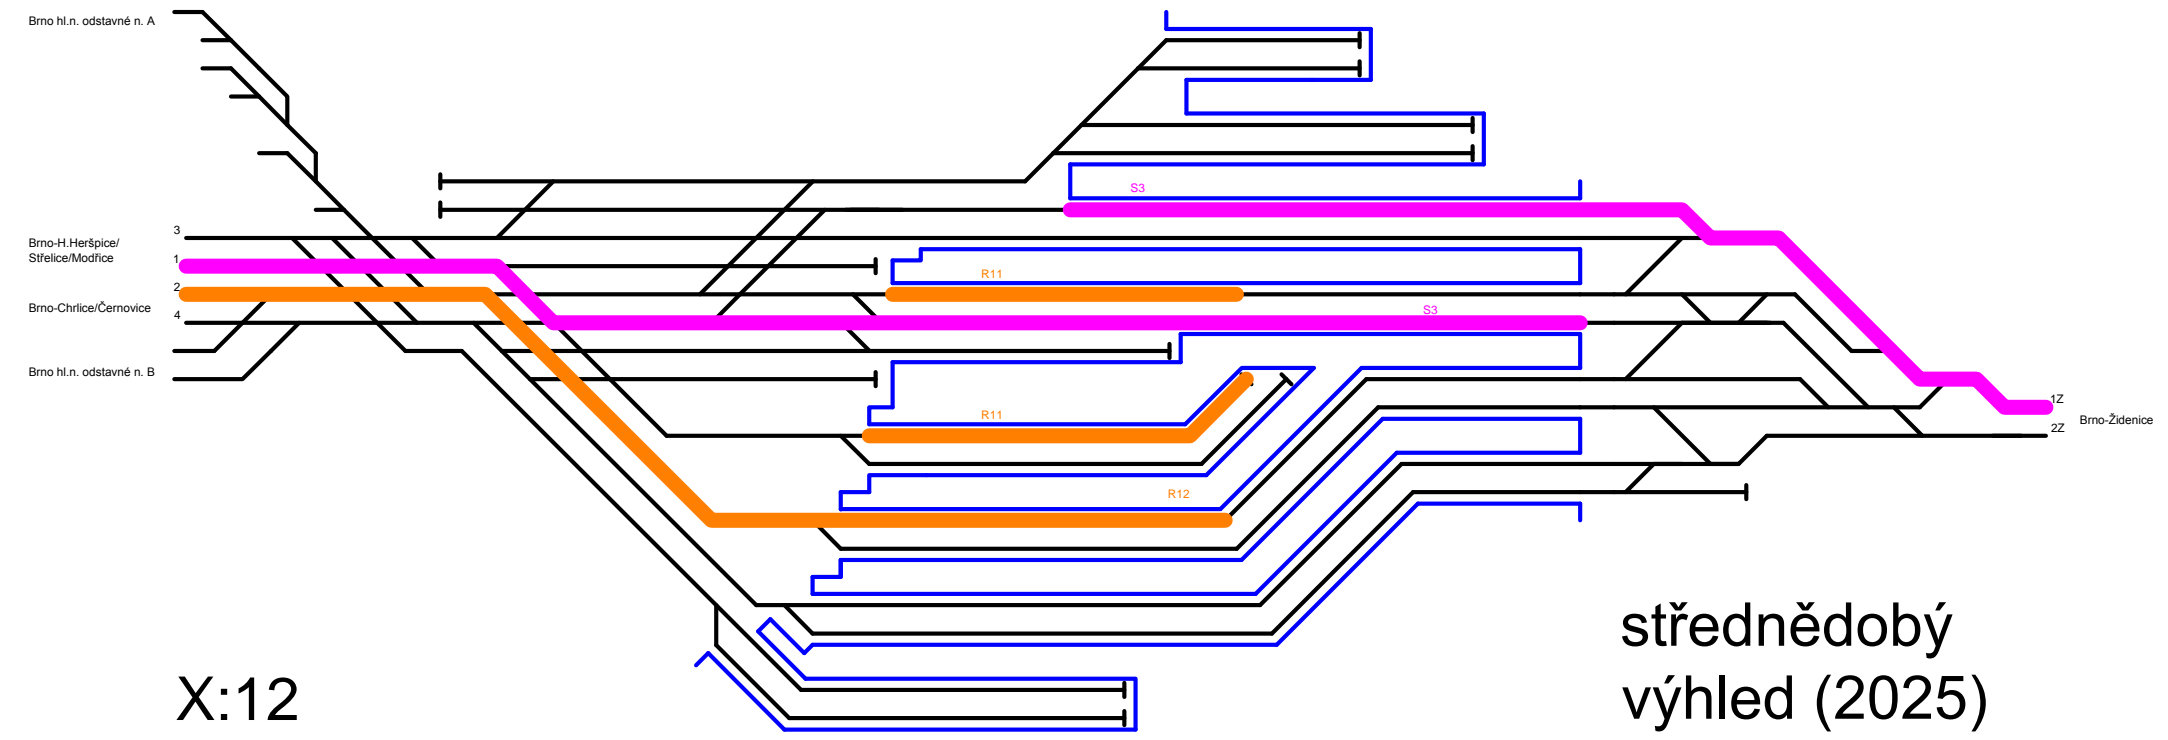 Brno hl.n. odstavné n. A
S3
3
Brno-H.Heršpice/
Střelice/Modřice
1
R11
2
Brno-Chrlice/Černovice
4
S3
Brno hl.n. odstavné n. B
1Z
R11
Brno-Židenice
2Z
R12
střednědobý
výhled (2025)
X:12